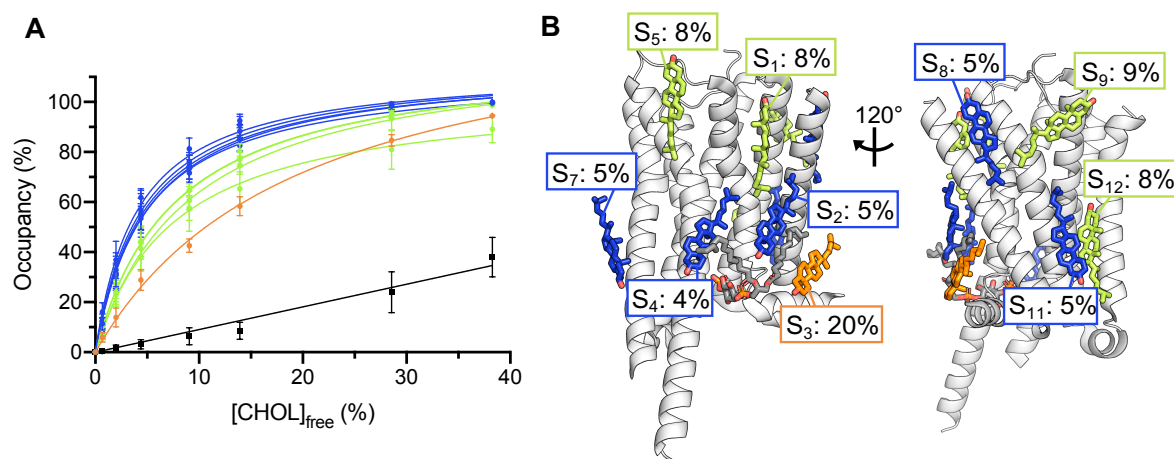 A
Occupancy (%)
100
80
60
40
20
0
0
10
20
30
40
[CHOL]free (%)
B
S5: 8%
S1: 8%
S7: 5%
S2: 5%
S4: 4%
S3: 20%
120°
S8: 5%
S9: 9%
S12: 8%
S11: 5%